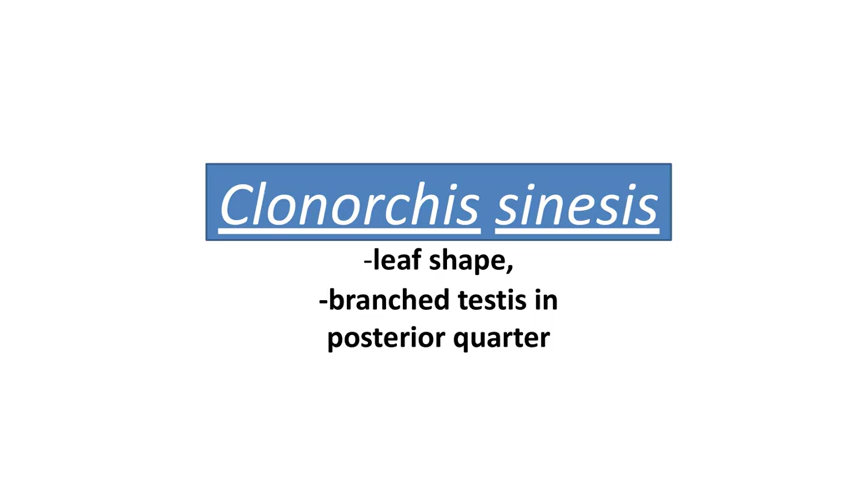 Clonorchis sinesis
-leaf shape,
-branched testis in
posterior quarter